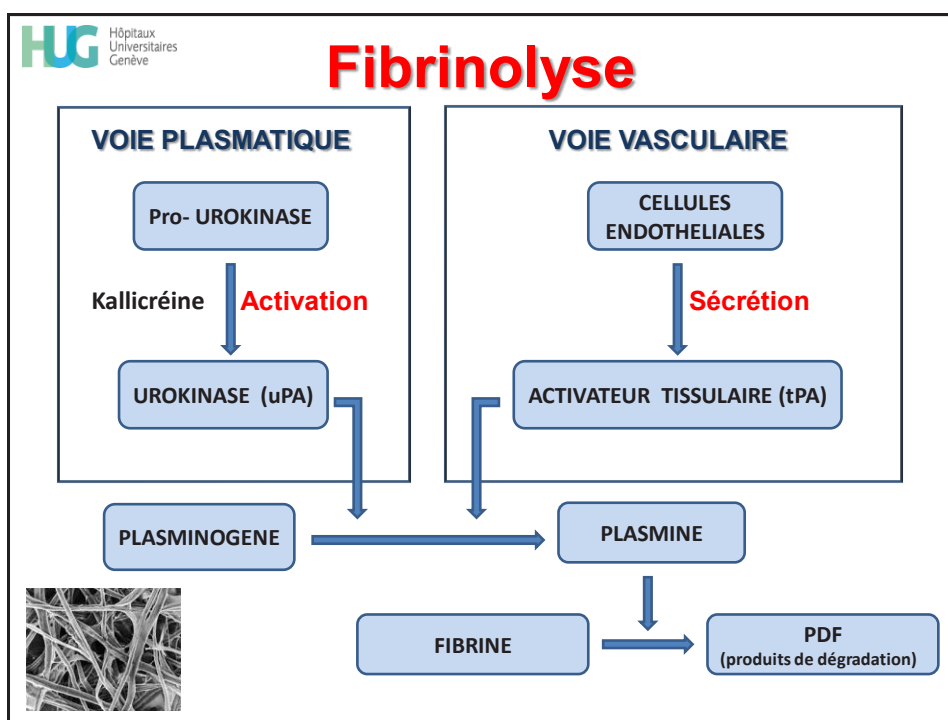 HUG
Hôpitaux
Universitaires
Genève
Fibrinolyse
VOIE PLASMATIQUE
Pro- UROKINASE
Kallicréine
Activation
UROKINASE (uPA)
VOIE VASCULAIRE
CELLULES
ENDOTHELIALES
Sécrétion
ACTIVATEUR TISSULAIRE (tPA)
PLASMINOGENE
PLASMINE
FIBRINE
PDF
(produits de dégradation)